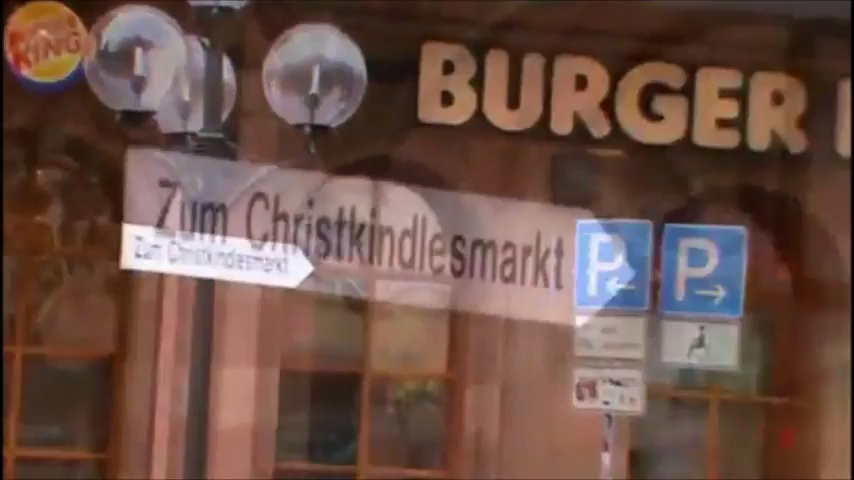 BURGER
KING
BURGER
Zum Christkindlesmarkt
Zum Christkindlesmarkt
P
P